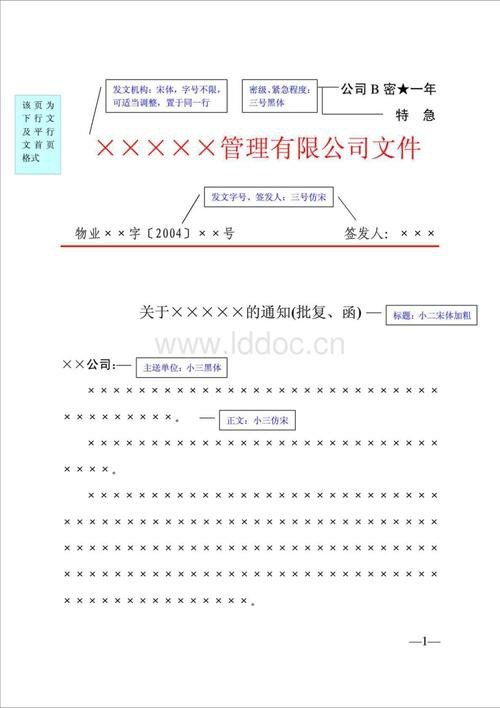 该页为
下行文
及平行
文首页
格式
发文机构：宋体，字号不限，
可适当调整，置于同一行
密级、紧急程度：
三号黑体
公司B密★一年
特 急
×××××管理有限公司文件
发文字号、签发人：三号仿宋
物业××字〔2004〕××号
签发人：×××
关于×××××的通知(批复、函)
标题：小二宋体加粗
www.lddoc.cn
××公司:
主送单位：小三黑体
××××××××××××××××××××××
×××××××××。
正文：小三仿宋
××××××××××××××××××××××
××××。
××××××××××××××××××××××
××××××××××××××××××××××××
××××××××××××××××××××××××
××××××××××××××××××××××××
××××××××××××。
—1—